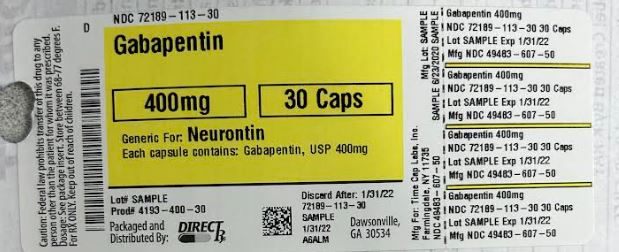 NDC 72189-113-30
D
Gabapentin
400mg
30 Caps
Generic For: Neurontin
Each capsule contains: Gabapentin, USP 400mg
Lot# SAMPLE
Prod# 4193-400-30
Packaged and
Distributed By:
DIRECT Rx
Discard After: 1/31/22
72189-113-30
SAMPLE
1/31/22
A6ALM
Dawsonville,
GA 30534
Caution: Federal law prohibits transfer of this drug to any
person other than the patient for whom it was prescribed.
Dosage: See package insert. Store between 68-77 degrees F.
For RX ONLY. Keep out of reach of children.
Mfg Lot: SAMPLE
SAMPLE 6/23/2020 SAMPLE
Mfg For: Time Cap Labs, Inc.
Farmingdale, NY 11735
NDC 49483-607-50
Gabapentin 400mg
NDC 72189-113-30 30 Caps
Lot SAMPLE Exp 1/31/22
Mfg NDC 49483-607-50
Gabapentin 400mg
NDC 72189-113-30 30 Caps
Lot SAMPLE Exp 1/31/22
Mfg NDC 49483-607-50
Gabapentin 400mg
NDC 72189-113-30 30 Caps
Lot SAMPLE Exp 1/31/22
Mfg NDC 49483-607-50
Gabapentin 400mg
NDC 72189-113-30 30 Caps
Lot SAMPLE Exp 1/31/22
Mfg NDC 49483-607-50